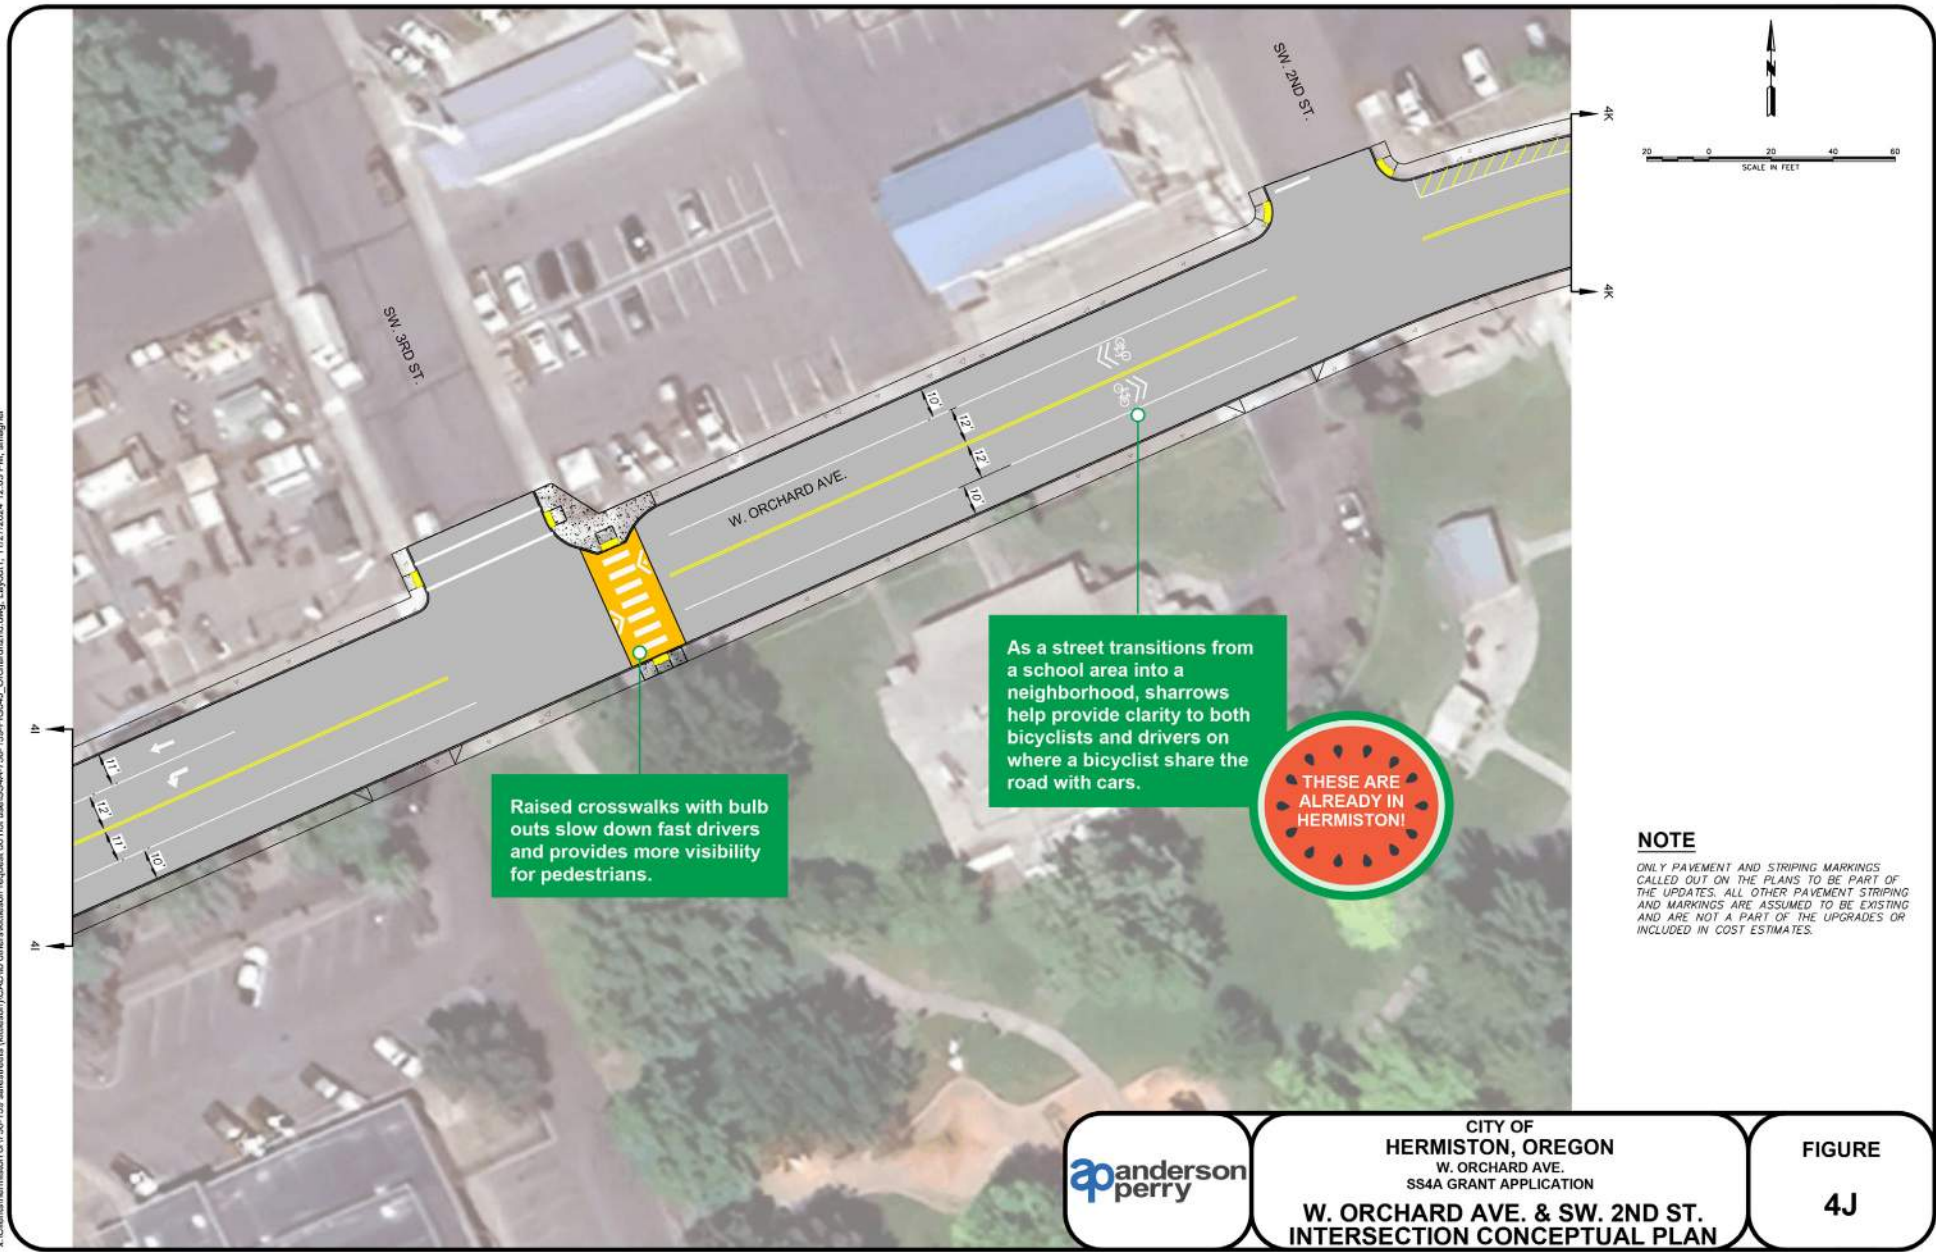 SW. 2ND ST.
4K
4K
N
20 0 20 40 60
SCALE IN FEET
SW. 3RD ST.
10'
12'
12'
10'
W. ORCHARD AVE.
4I
4I
11'
12'
11'
10'
Raised crosswalks with bulb
outs slow down fast drivers
and provides more visibility
for pedestrians.
As a street transitions from
a school area into a
neighborhood, sharrows
help provide clarity to both
bicyclists and drivers on
where a bicyclist share the
road with cars.
THESE ARE
ALREADY IN
HERMISTON!
NOTE
ONLY PAVEMENT AND STRIPING MARKINGS
CALLED OUT ON THE PLANS TO BE PART OF
THE UPDATES. ALL OTHER PAVEMENT STRIPING
AND MARKINGS ARE ASSUMED TO BE EXISTING
AND ARE NOT A PART OF THE UPGRADES OR
INCLUDED IN COST ESTIMATES.
ap anderson
perry
CITY OF
HERMISTON, OREGON
W. ORCHARD AVE.
SS4A GRANT APPLICATION
W. ORCHARD AVE. & SW. 2ND ST.
INTERSECTION CONCEPTUAL PLAN
FIGURE
4J